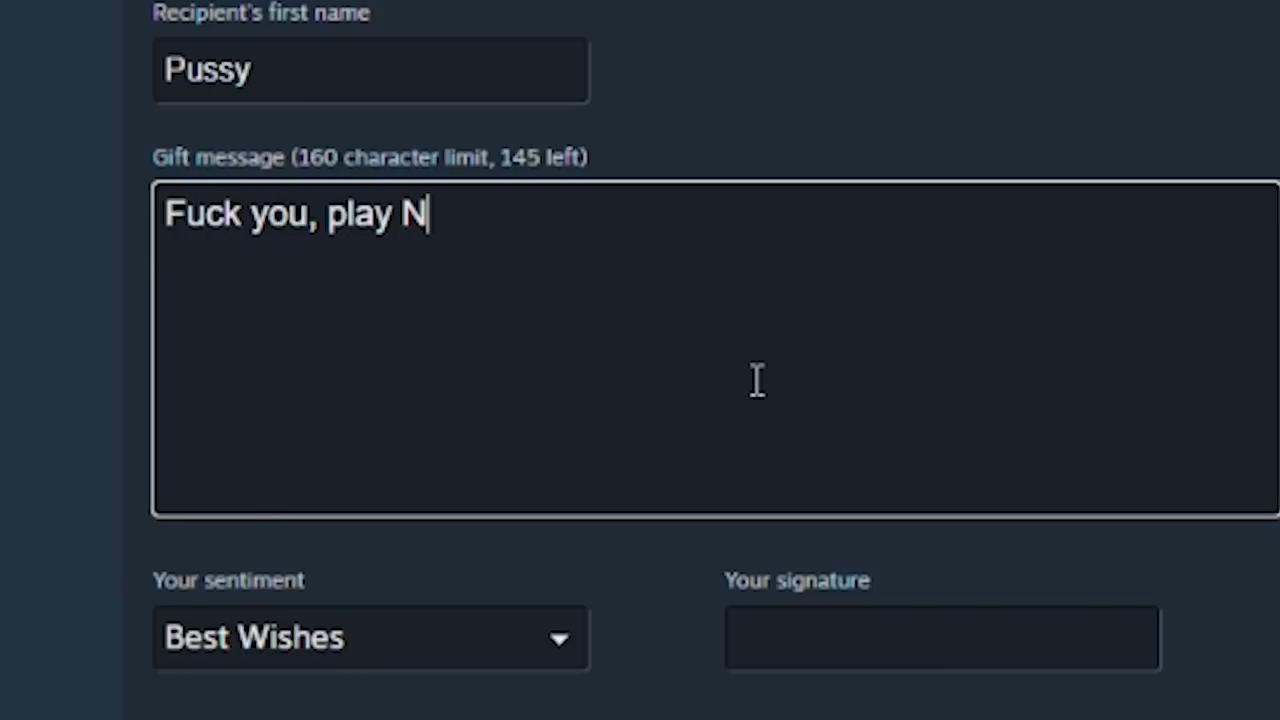 Recipient's first name
Pussy
Gift message (160 character limit, 145 left)
Fuck you, play N
Your sentiment
Your signature
Best Wishes